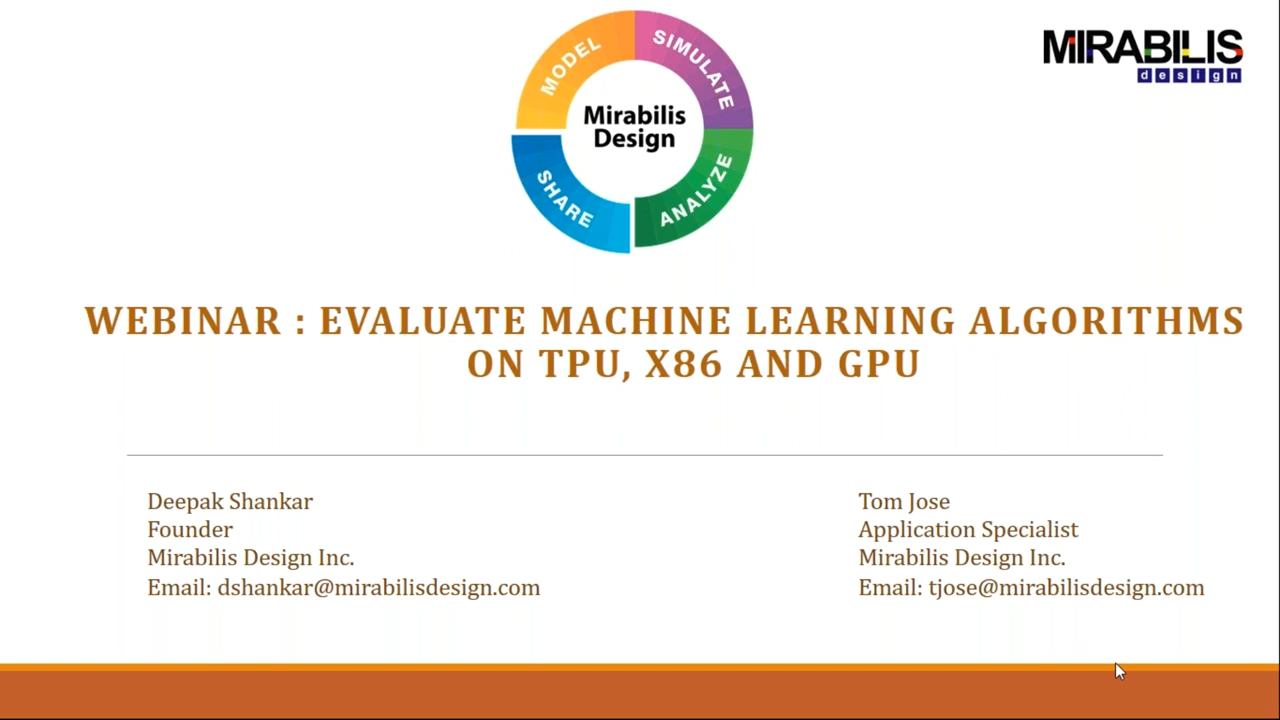 MODEL
SIMULATE
Mirabilis
Design
SHARE
ANALYZE
MIRABILIS
design
WEBINAR : EVALUATE MACHINE LEARNING ALGORITHMS
ON TPU, X86 AND GPU
Deepak Shankar
Founder
Mirabilis Design Inc.
Email: dshankar@mirabilisdesign.com
Tom Jose
Application Specialist
Mirabilis Design Inc.
Email: tjose@mirabilisdesign.com